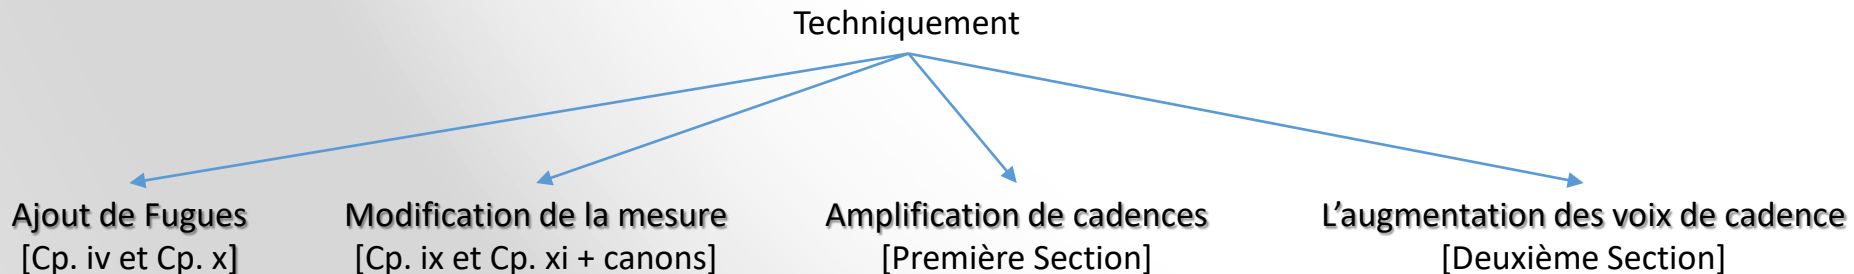 Techniquement
Ajout de Fugues
[Cp. iv et Cp. x]
Modification de la mesure
[Cp. ix et Cp. xi + canons]
Amplification de cadences
[Première Section]
L'augmentation des voix de cadence
[Deuxième Section]